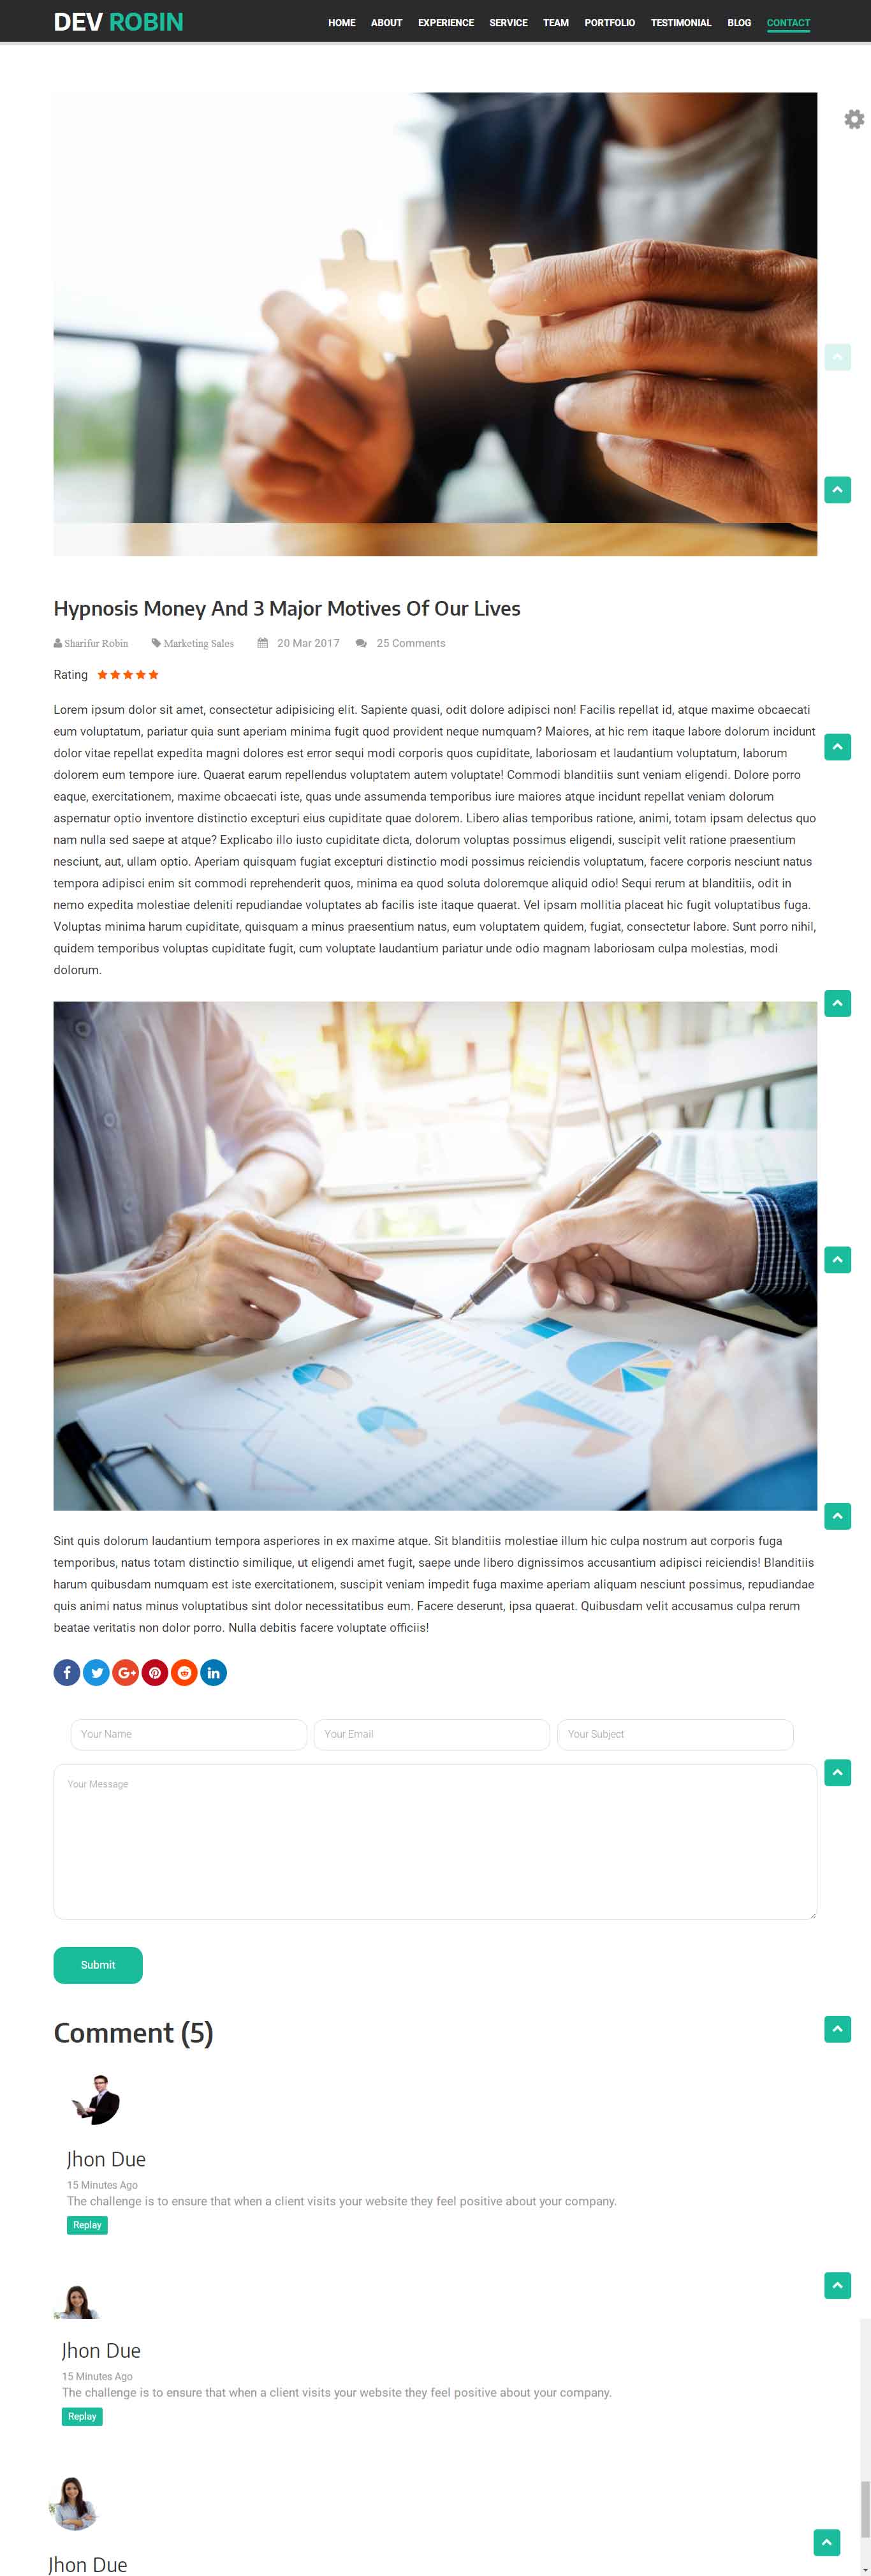 DEV ROBIN
HOME ABOUT EXPERIENCE SERVICE TEAM PORTFOLIO TESTIMONIAL BLOG CONTACT
Hypnosis Money And 3 Major Motives Of Our Lives
Sharifur Robin Marketing Sales 20 Mar 2017 25 Comments
Rating
Lorem ipsum dolor sit amet, consectetur adipisicing elit. Sapiente quasi, odit dolore adipisci non! Facilis repellat id, atque maxime obcaecati
eum voluptatum, pariatur quia sunt aperiam minima fugit quod provident neque numquam? Maiores, at hic rem itaque labore dolorum incidunt
dolor vitae repellat expedita magni dolores est error sequi modi corporis quos cupiditate, laboriosam et laudantium voluptatum, laborum
dolorem eum tempore iure. Quaerat earum repellendus voluptatem autem voluptate! Commodi blanditiis sunt veniam eligendi. Dolore porro
eaque, exercitationem, maxime obcaecati iste, quas unde assumenda temporibus iure maiores atque incidunt repellat veniam dolorum
aspernatur optio inventore distinctio excepturi eius cupiditate quae dolorem. Libero alias temporibus ratione, animi, totam ipsam delectus quo
nam nulla sed saepe at atque? Explicabo illo iusto cupiditate dicta, dolorum voluptas possimus eligendi, suscipit velit ratione praesentium
nesciunt, aut, ullam optio. Aperiam quisquam fugiat excepturi distinctio modi possimus reiciendis voluptatum, facere corporis nesciunt natus
tempora adipisci enim sit commodi reprehenderit quos, minima ea quod soluta doloremque aliquid odio! Sequi rerum at blanditiis, odit in
nemo expedita molestiae deleniti repudiandae voluptates ab facilis iste itaque quaerat. Vel ipsam mollitia placeat hic fugit voluptatibus fuga.
Voluptas minima harum cupiditate, quisquam a minus praesentium natus, eum voluptatem quidem, fugiat, consectetur labore. Sunt porro nihil,
quidem temporibus voluptas cupiditate fugit, cum voluptate laudantium pariatur unde odio magnam laboriosam culpa molestias, modi
dolorum.
Sint quis dolorum laudantium tempora asperiores in ex maxime atque. Sit blanditiis molestiae illum hic culpa nostrum aut corporis fuga
temporibus, natus totam distinctio similique, ut eligendi amet fugit, saepe unde libero dignissimos accusantium adipisci reiciendis! Blanditiis
harum quibusdam numquam est iste exercitationem, suscipit veniam impedit fuga maxime aperiam aliquam nesciunt possimus, repudiandae
quis animi natus minus voluptatibus sint dolor necessitatibus eum. Facere deserunt, ipsa quaerat. Quibusdam velit accusamus culpa rerum
beatae veritatis non dolor porro. Nulla debitis facere voluptate officiis!
Your Name Your Email Your Subject
Your Message
Submit
Comment (5)
Jhon Due
15 Minutes Ago
The challenge is to ensure that when a client visits your website they feel positive about your company.
Replay
Jhon Due
15 Minutes Ago
The challenge is to ensure that when a client visits your website they feel positive about your company.
Replay
Jhon Due